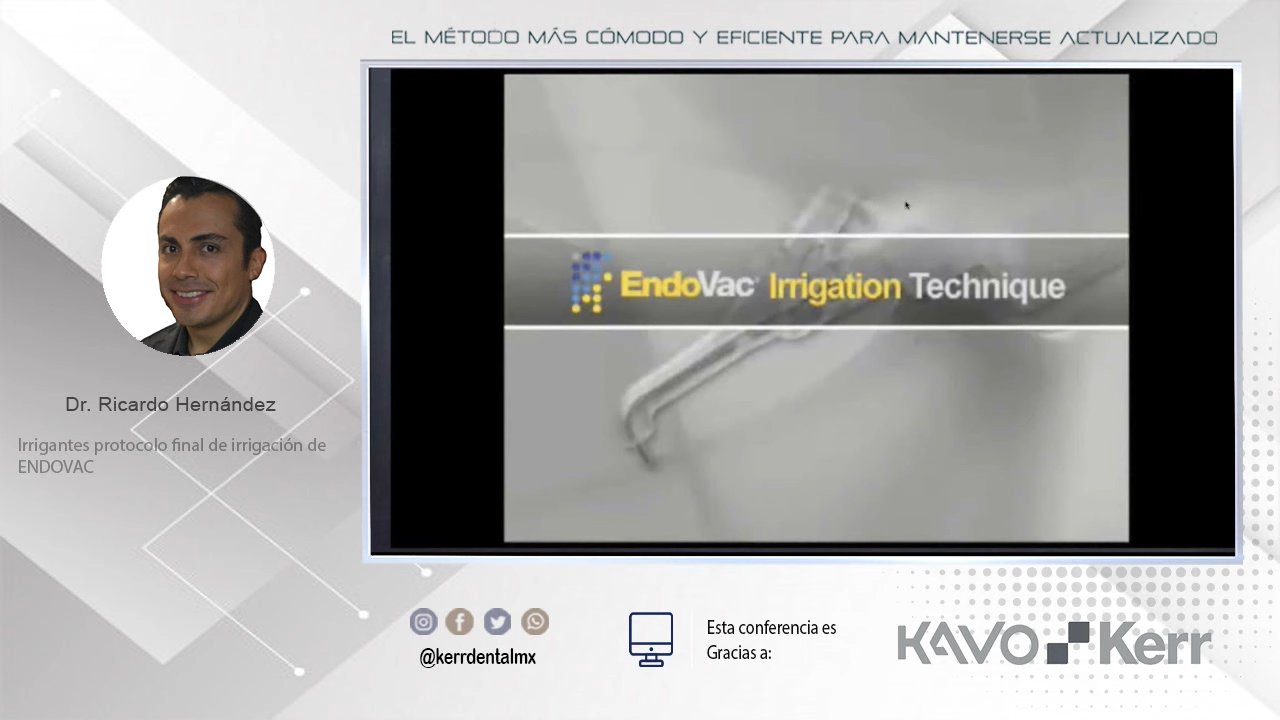 EL MÉTODO MÁS CÓMODO Y EFICIENTE PARA MANTENERSE ACTUALIZADO
EndoVac Irrigation Technique
Dr. Ricardo Hernández
Irrigantes protocolo final de irrigación de
ENDOVAC
@kerrdentalmx
Esta conferencia es
Gracias a:
KAVO Kerr